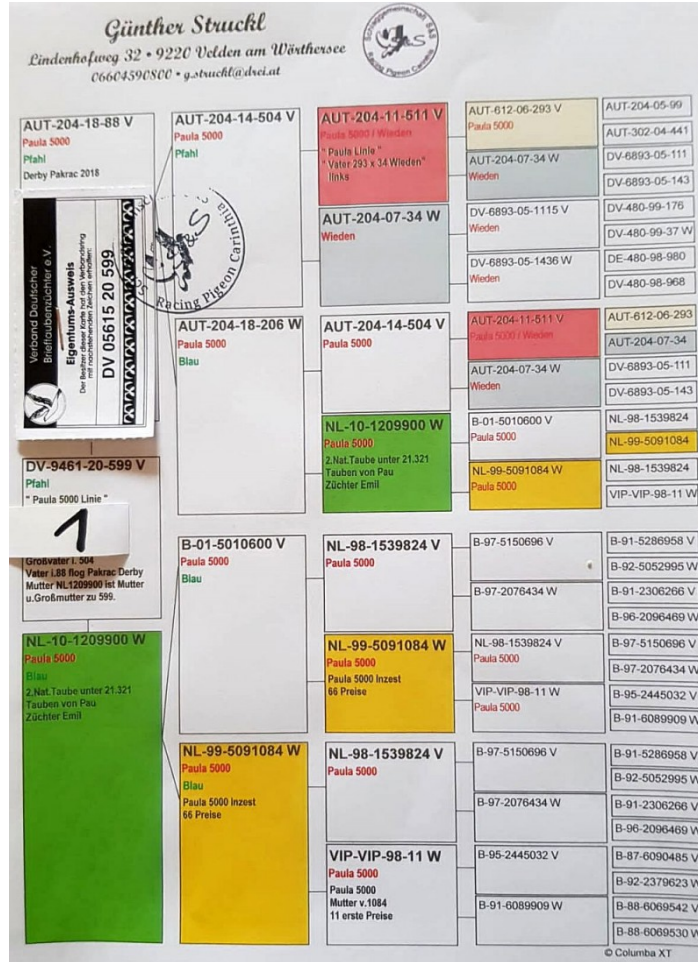 Günther Struckl
Lindenhofweg 32 • 9220 Velden am Wörthersee
06604590800 • g.struckl@drei.at
SAS
Racing Pigeon Carinthia
AUT-204-18-88 V
Paula 5000
Pfahl
Derby Pakrac 2018
Verband Deutscher
Brieftaubenzüchter e.V.
Eigentums-Ausweis
Der Besitzer dieser Karte hat den Verbandsring
mit nachstehenden Zeichen erhalten:
DV 05615 20 599
Racing Pigeon Carinthia
DV-9461-20-599 V
Pfahl
" Paula 5000 Linie "
1
Großvater i. 504
Vater i.88 flog Pakrac Derby
Mutter NL1209900 ist Mutter
u.Großmutter zu 599.
NL-10-1209900 W
Paula 5000
Blau
2.Nat.Taube unter 21.321
Tauben von Pau
Züchter Emil
AUT-204-14-504 V
Paula 5000
Pfahl
AUT-204-18-206 W
Paula 5000
Blau
B-01-5010600 V
Paula 5000
Blau
NL-99-5091084 W
Paula 5000
Blau
Paula 5000 Inzest
66 Preise
AUT-204-11-511 V
Paula 5000 / Wieden
" Paula Linie "
" Vater 293 x 34 Wieden"
links
AUT-204-07-34 W
Wieden
AUT-204-14-504 V
Paula 5000
NL-10-1209900 W
Paula 5000
2.Nat.Taube unter 21.321
Tauben von Pau
Züchter Emil
NL-98-1539824 V
Paula 5000
NL-99-5091084 W
Paula 5000
Paula 5000 Inzest
66 Preise
NL-98-1539824 V
Paula 5000
VIP-VIP-98-11 W
Paula 5000
Paula 5000
Mutter v.1084
11 erste Preise
AUT-612-06-293 V
Paula 5000
AUT-204-07-34 W
Wieden
DV-6893-05-1115 V
Wieden
DV-6893-05-1436 W
Wieden
AUT-204-11-511 V
Paula 5000 / Wieden
AUT-204-07-34 W
Wieden
B-01-5010600 V
Paula 5000
NL-99-5091084 W
Paula 5000
B-97-5150696 V
B-97-2076434 W
NL-98-1539824 V
Paula 5000
VIP-VIP-98-11 W
Paula 5000
B-97-5150696 V
B-97-2076434 W
B-95-2445032 V
B-91-6089909 W
AUT-204-05-99
AUT-302-04-441
DV-6893-05-111
DV-6893-05-143
DV-480-99-176
DV-480-99-37 W
DE-480-98-980
DV-480-98-968
AUT-612-06-293
AUT-204-07-34
DV-6893-05-111
DV-6893-05-143
NL-98-1539824
NL-99-5091084
NL-98-1539824
VIP-VIP-98-11 W
B-91-5286958 V
B-92-5052995 W
B-91-2306266 V
B-96-2096469 W
B-97-5150696 V
B-97-2076434 W
B-95-2445032 V
B-91-6089909 W
B-91-5286958 V
B-92-5052995 W
B-91-2306266 V
B-96-2096469 W
B-87-6090485 V
B-92-2379623 W
B-88-6069542 V
B-88-6069530 W
© Columba XT